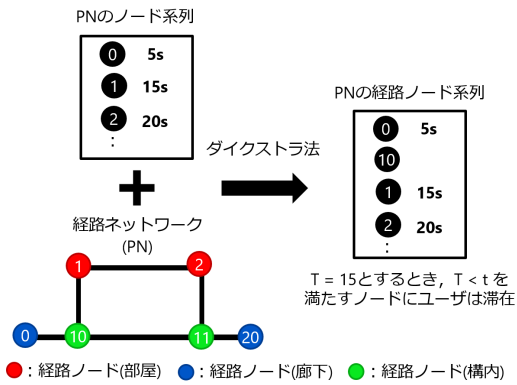 PNのノード系列
0 5s
1 15s
2 20s
:
経路ネットワーク
(PN)
1 2
0 10 11 20
ダイクストラ法
PNの経路ノード系列
0 5s
10
1 15s
2 20s
:
T = 15とするとき，T < t を
満たすノードにユーザは滞在
：経路ノード(部屋) ：経路ノード(廊下) ：経路ノード(構内)